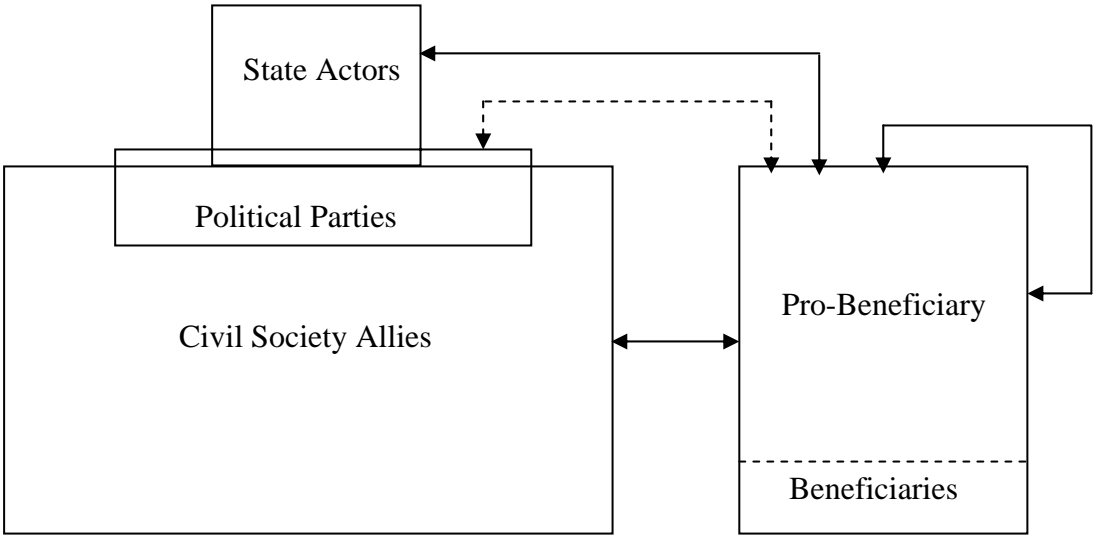 State Actors
Political Parties
Civil Society Allies
Pro-Beneficiary
Beneficiaries